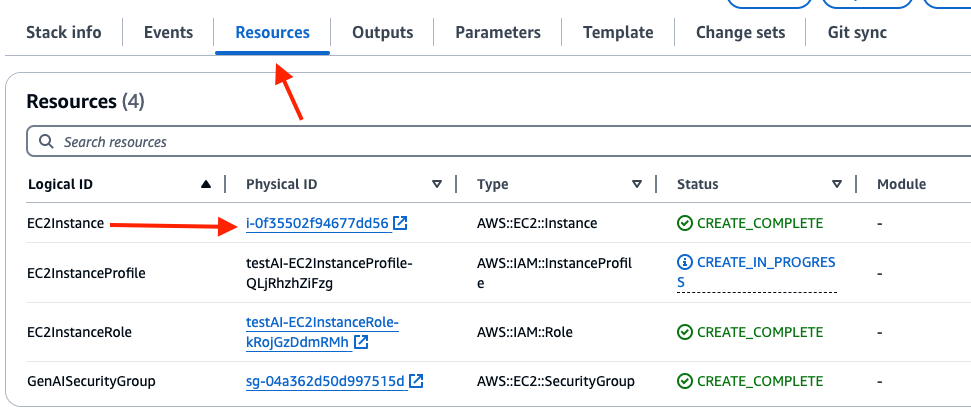 Stack info Events Resources Outputs Parameters Template Change sets Git sync
Resources (4)
Search resources
Logical ID Physical ID Type Status Module
EC2Instance i-0f35502f94677dd56 AWS::EC2::Instance CREATE_COMPLETE -
EC2InstanceProfile testAI-EC2InstanceProfile- AWS::IAM::InstanceProfil CREATE_IN_PROGRES -
QLjRhzhZiFzg e S
EC2InstanceRole testAI-EC2InstanceRole- AWS::IAM::Role CREATE_COMPLETE -
kRojGzDdmRMh
GenAISecurityGroup sg-04a362d50d997515d AWS::EC2::SecurityGroup CREATE_COMPLETE -